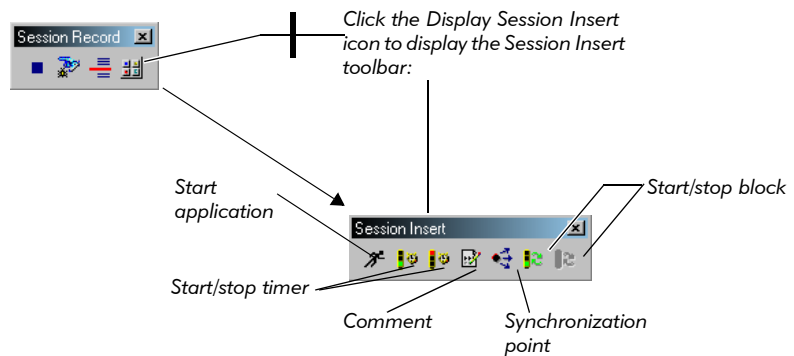 Session Record
Click the Display Session Insert
icon to display the Session Insert
toolbar:
Start
application
Start/stop block
Session Insert
Start/stop timer
Comment
Synchronization
point